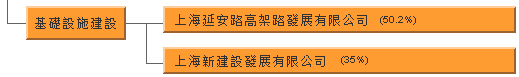 基礎設施建設
上海延安路高架路發展有限公司 (50.2%)
上海新建設發展有限公司 (35%)